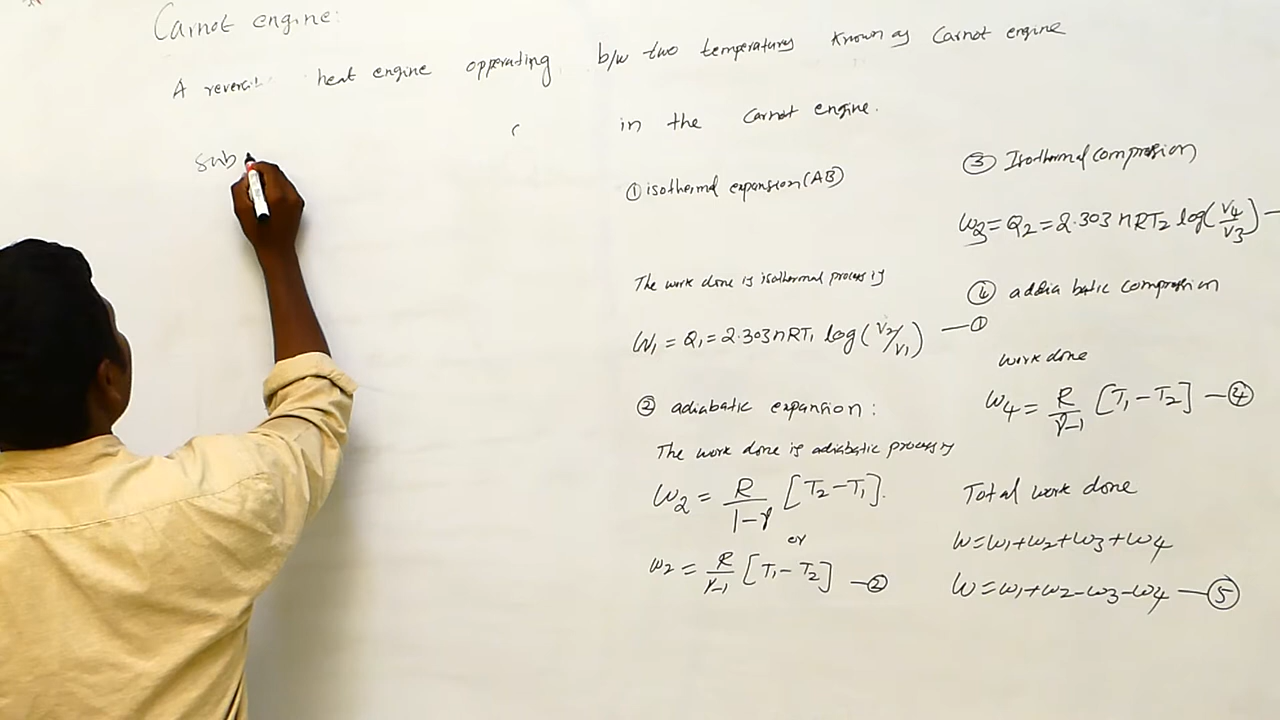 Carnot engine:
A heat engine opperating b/w two temperatures known as Carnot engine
in the Carnot engine.
Sub
① isothermal expansion (AB)
The work done is isothermal process is
W₁ = Q₁ = 2.303 nRT₁ log(V₂/V₁) —①
② adiabatic expansion:
The work done is adiabatic process is
W₂ = R/1-γ [T₂-T₁].
or
W₂ = R/γ-1 [T₁-T₂] —②
③ Isothermal compression
W₃ = Q₂ = 2.303 nRT₂ log(V₄/V₃) —
④ addia batic compression
work done
W₄ = R/γ-1 [T₁-T₂] —④
Total work done
W=W₁+W₂+W₃+W₄
W=W₁+W₂-W₃-W₄ —⑤